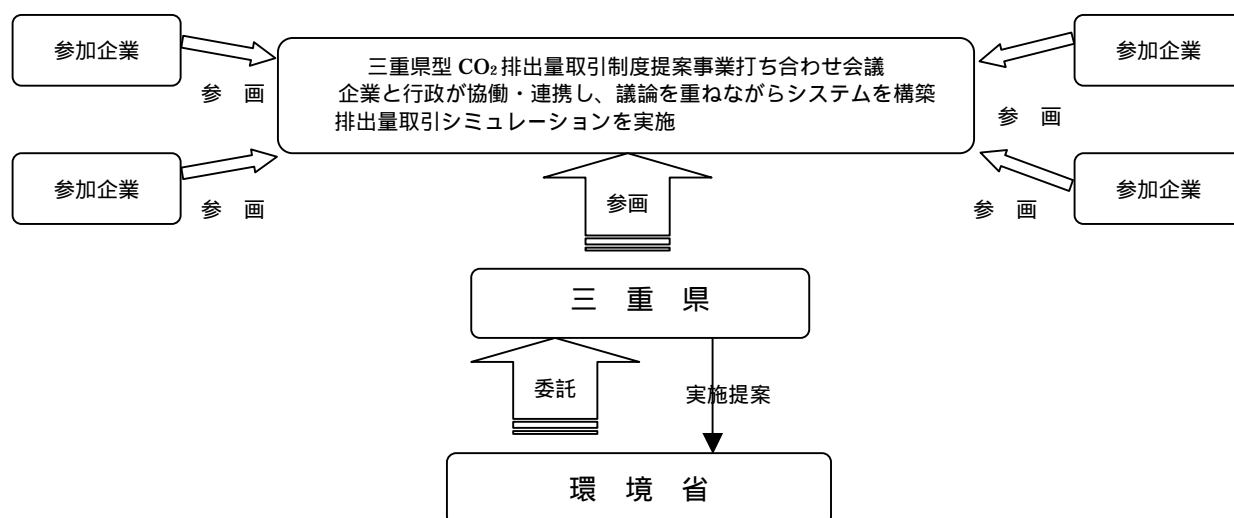 参加企業
参加企業
三重県型 CO₂排出量取引制度提案事業打ち合わせ会議
企業と行政が協働・連携し、議論を重ねながらシステムを構築
排出量取引シミュレーションを実施
参 画
参 画
参加企業
参加企業
参画
参 画
参 画
三 重 県
委託
実施提案
環 境 省